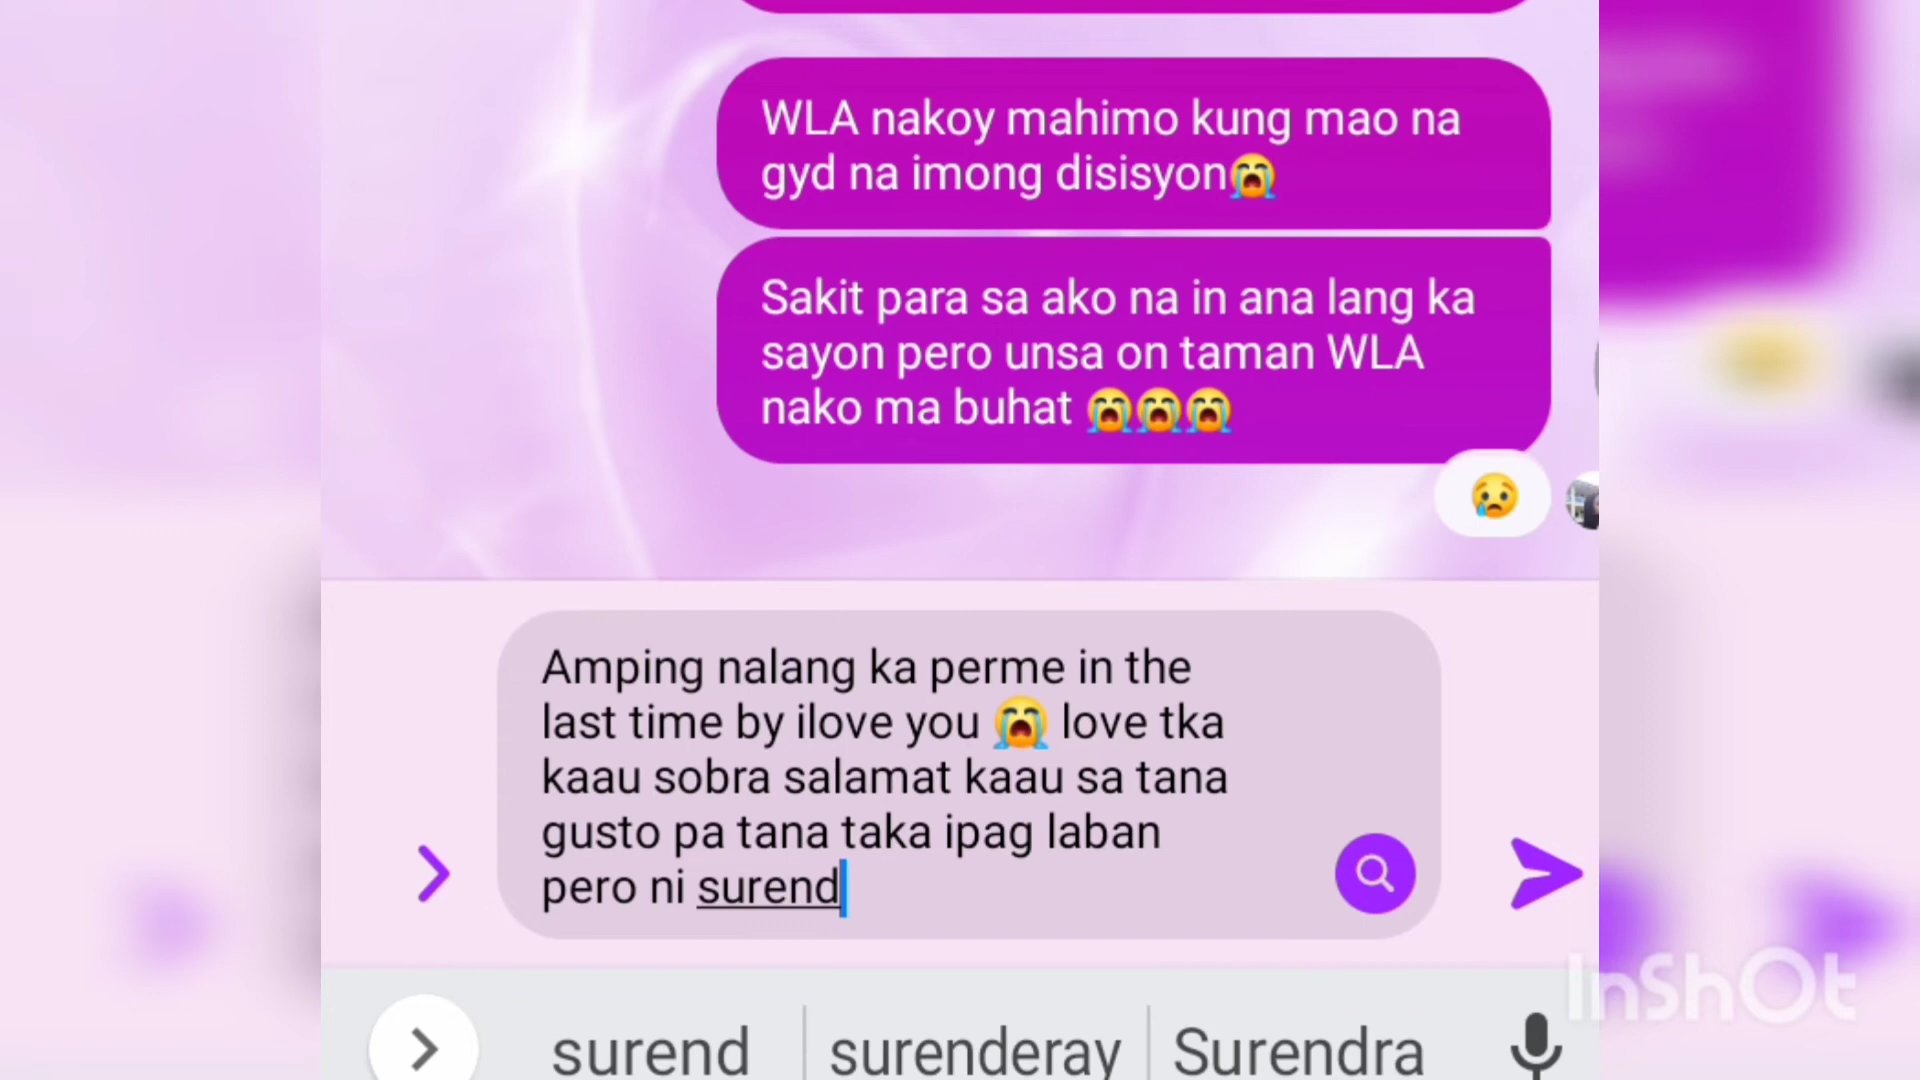 WLA nakoy mahimo kung mao na
gyd na imong disisyon😭
Sakit para sa ako na in ana lang ka
sayon pero unsa on taman WLA
nako ma buhat 😭😭😭
Amping nalang ka perme in the
last time by ilove you 😭 love tka
kaau sobra salamat kaau sa tana
gusto pa tana taka ipag laban
pero ni surend
surend surenderay Surendra
InShOt